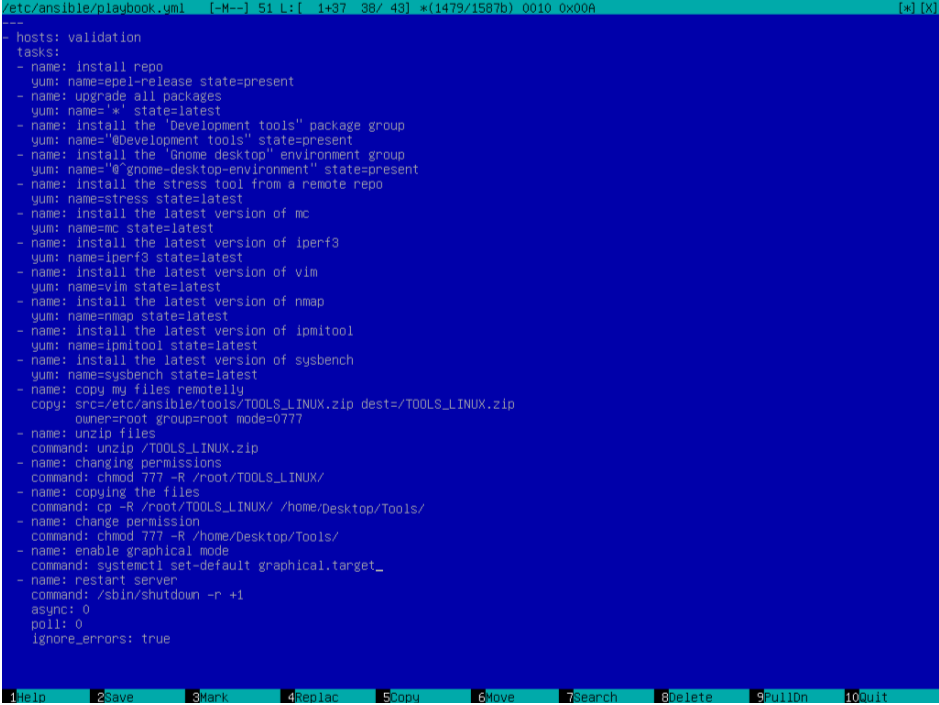 /etc/ansible/playbook.yml   [-M--] 51 L:[  1+37  38/ 43] *(1479/1587b) 0010 0x00A                                        [*][X]
---
- hosts: validation
  tasks:
  - name: install repo
    yum: name=epel-release state=present
  - name: upgrade all packages
    yum: name='*' state=latest
  - name: install the 'Development tools" package group
    yum: name="@Development tools" state=present
  - name: install the 'Gnome desktop" environment group
    yum: name="@^gnome-desktop-environment" state=present
  - name: install the stress tool from a remote repo
    yum: name=stress state=latest
  - name: install the latest version of mc
    yum: name=mc state=latest
  - name: install the latest version of iperf3
    yum: name=iperf3 state=latest
  - name: install the latest version of vim
    yum: name=vim state=latest
  - name: install the latest version of nmap
    yum: name=nmap state=latest
  - name: install the latest version of ipmitool
    yum: name=ipmitool state=latest
  - name: install the latest version of sysbench
    yum: name=sysbench state=latest
  - name: copy my files remotelly
    copy: src=/etc/ansible/tools/TOOLS_LINUX.zip dest=/TOOLS_LINUX.zip
          owner=root group=root mode=0777
  - name: unzip files
    command: unzip /TOOLS_LINUX.zip
  - name: changing permissions
    command: chmod 777 -R /root/TOOLS_LINUX/
  - name: copying the files
    command: cp -R /root/TOOLS_LINUX/ /home/Desktop/Tools/
  - name: change permission
    command: chmod 777 -R /home/Desktop/Tools/
  - name: enable graphical mode
    command: systemctl set-default graphical.target
  - name: restart server
    command: /sbin/shutdown -r +1
    async: 0
    poll: 0
    ignore_errors: true
1Help 2Save 3Mark 4Replac 5Copy 6Move 7Search 8Delete 9PullDn 10Quit